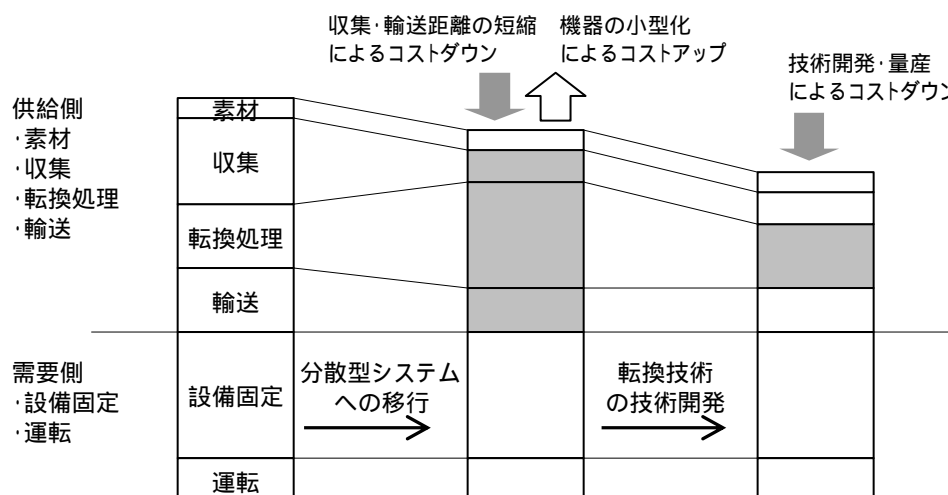 収集・輸送距離の短縮
によるコストダウン
機器の小型化
によるコストアップ
技術開発・量産
によるコストダウン
供給側
・素材
・収集
・転換処理
・輸送
素材
収集
転換処理
輸送
需要側
・設備固定
・運転
設備固定
運転
分散型システム
への移行
転換技術
の技術開発